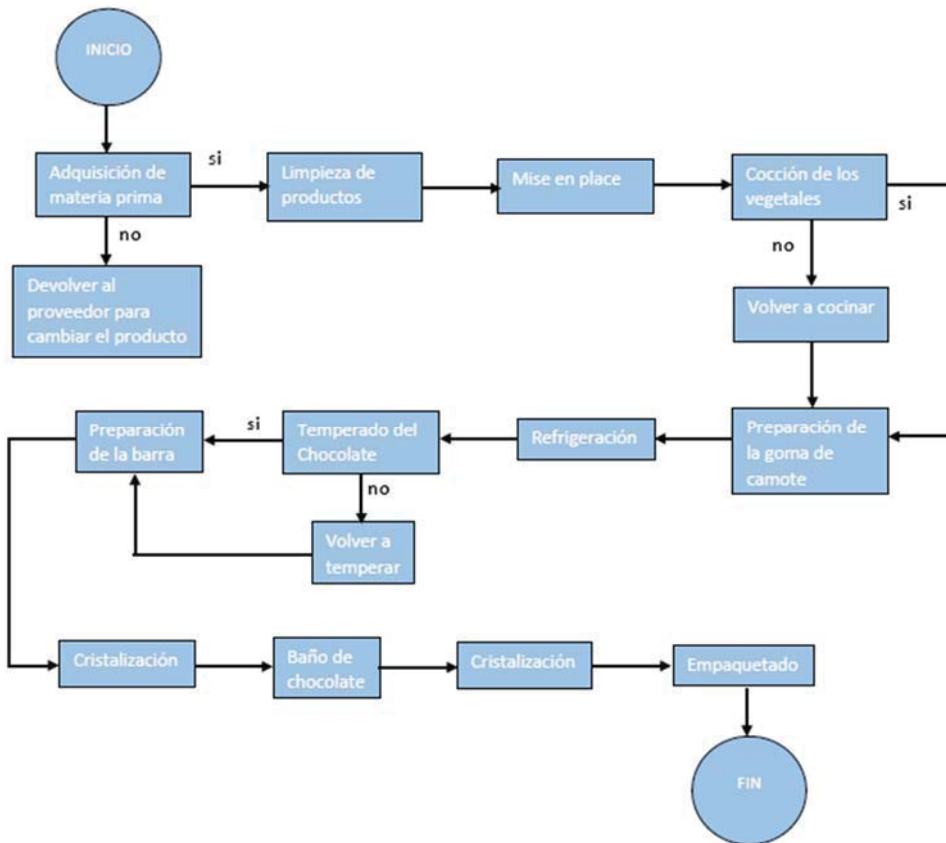 INICIO
Adquisición de
materia prima
si
Limpieza de
productos
Mise en place
Cocción de los
vegetales
si
no
no
Devolver al
proveedor para
cambiar el producto
Volver a cocinar
Preparación de
la barra
si
Temperado del
Chocolate
Refrigeración
Preparación de
la goma de
camote
no
Volver a
temperar
Cristalización
Baño de
chocolate
Cristalización
Empaquetado
FIN